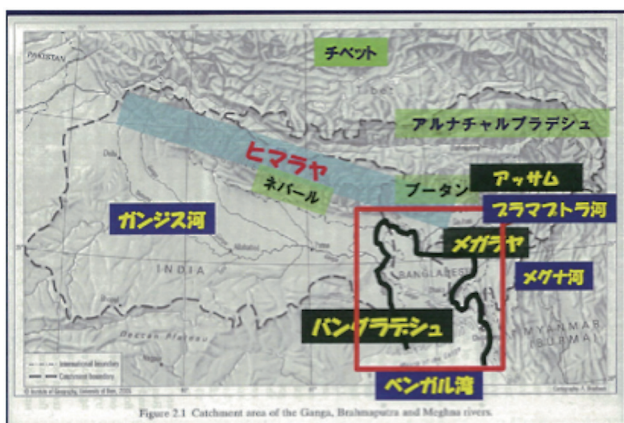 PAKISTAN
チベット
Tibet
アルナチャルプラデシュ
ヒマラヤ
ネパール
ブータン
アッサム
ブラマプトラ河
ガンジス河
メガラヤ
INDIA
BANGLADESH
メグナ河
バングラデシュ
MYANMAR
(BURMA)
Deccan Plateau
International boundary
Catchment boundary
ベンガル湾
Figure 2.1 Catchment area of the Ganga, Brahmaputra and Meghna rivers.